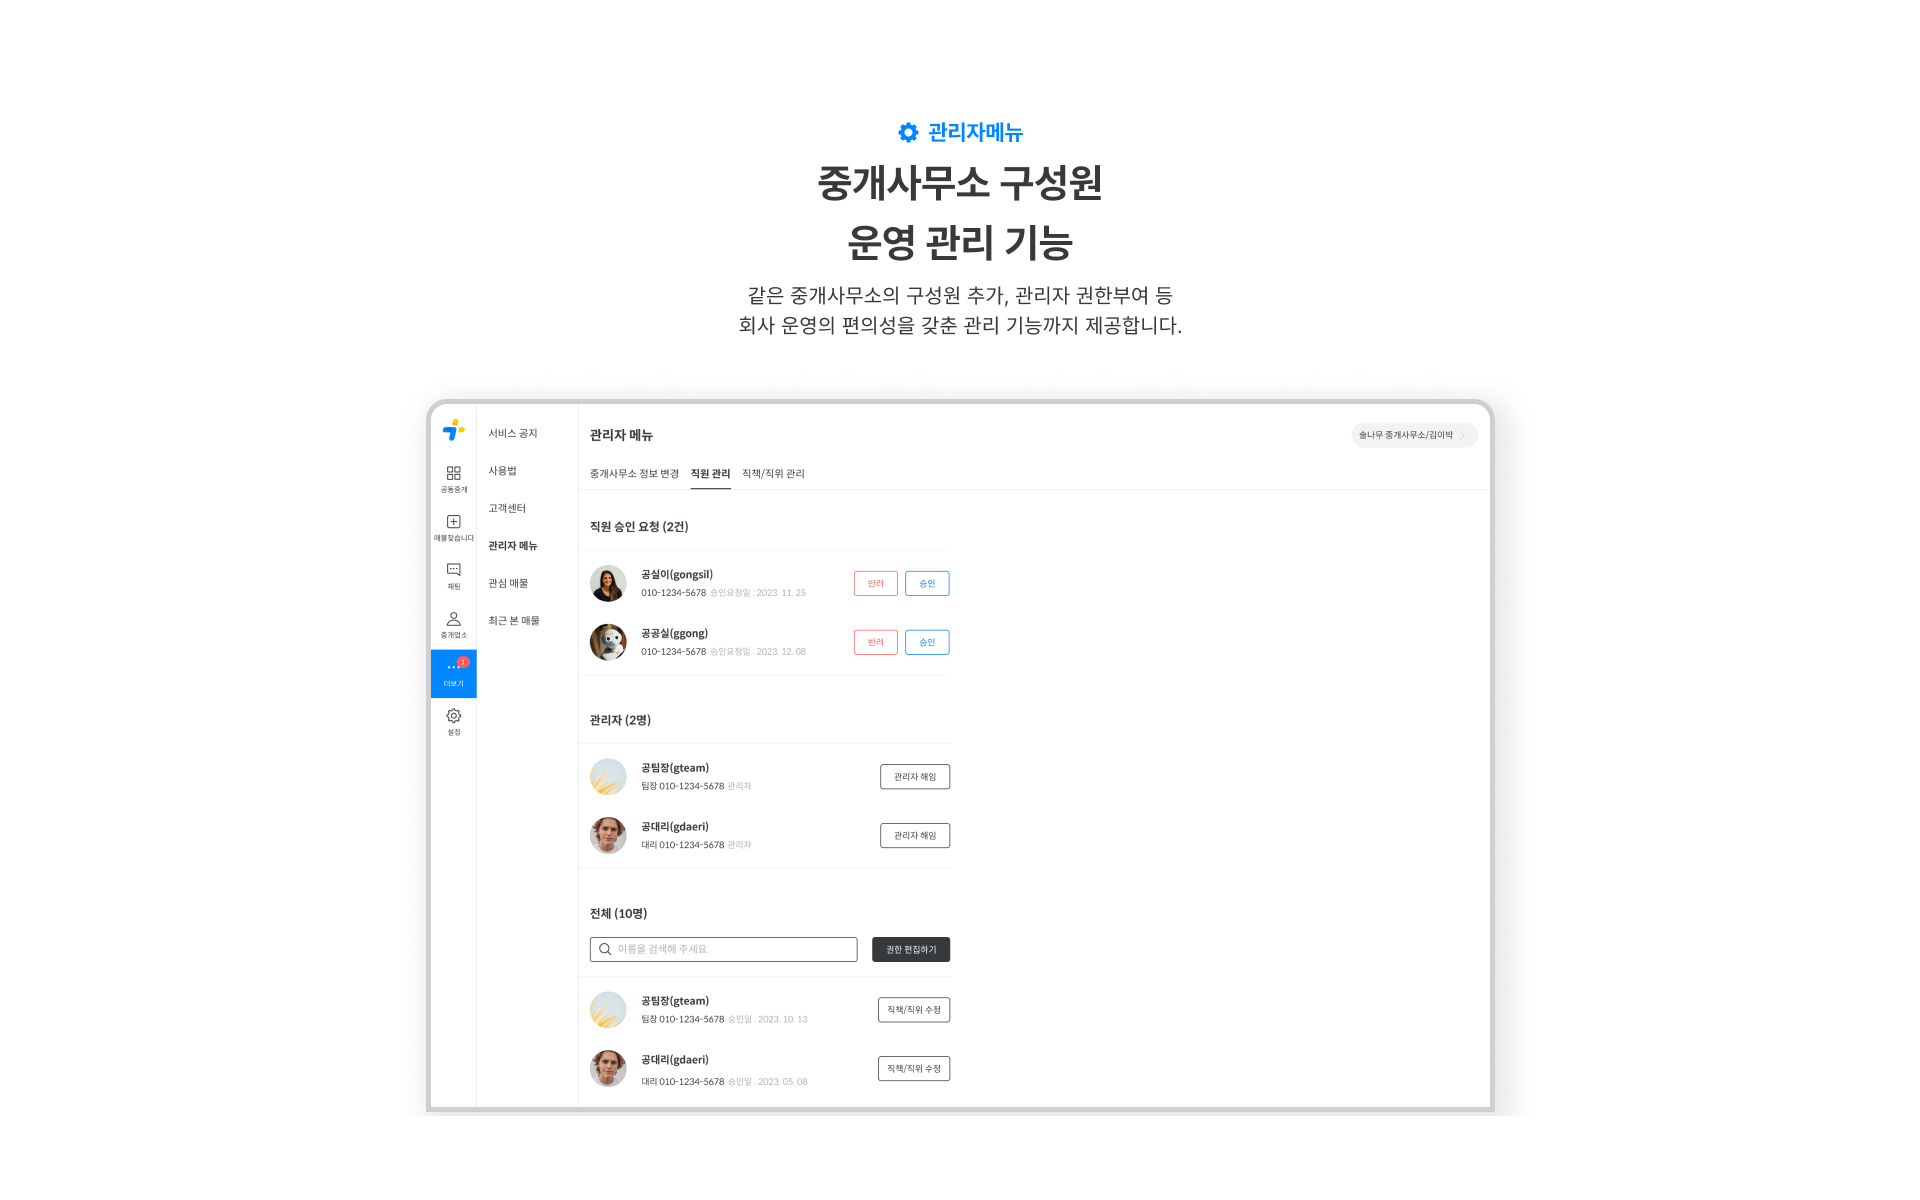 관리자메뉴
중개사무소 구성원
운영 관리 기능
같은 중개사무소의 구성원 추가, 관리자 권한부여 등
회사 운영의 편의성을 갖춘 관리 기능까지 제공합니다.
공동중개
매물찾습니다
채팅
중개업소
1
더보기
설정
서비스 공지
사용법
고객센터
관리자 메뉴
관심 매물
최근 본 매물
관리자 메뉴
솔나무 중개사무소/김이박
중개사무소 정보 변경 직원 관리 직책/직위 관리
직원 승인 요청 (2건)
공실이(gongsil)
010-1234-5678 승인요청일 : 2023. 11. 25
반려 승인
공공실(ggong)
010-1234-5678 승인요청일 : 2023. 12. 08
반려 승인
관리자 (2명)
공팀장(gteam)
팀장 010-1234-5678 관리자
관리자 해임
공대리(gdaeri)
대리 010-1234-5678 관리자
관리자 해임
전체 (10명)
이름을 검색해 주세요.
권한 편집하기
공팀장(gteam)
팀장 010-1234-5678 승인일 : 2023. 10. 13
직책/직위 수정
공대리(gdaeri)
대리 010-1234-5678 승인일 : 2023. 05. 08
직책/직위 수정